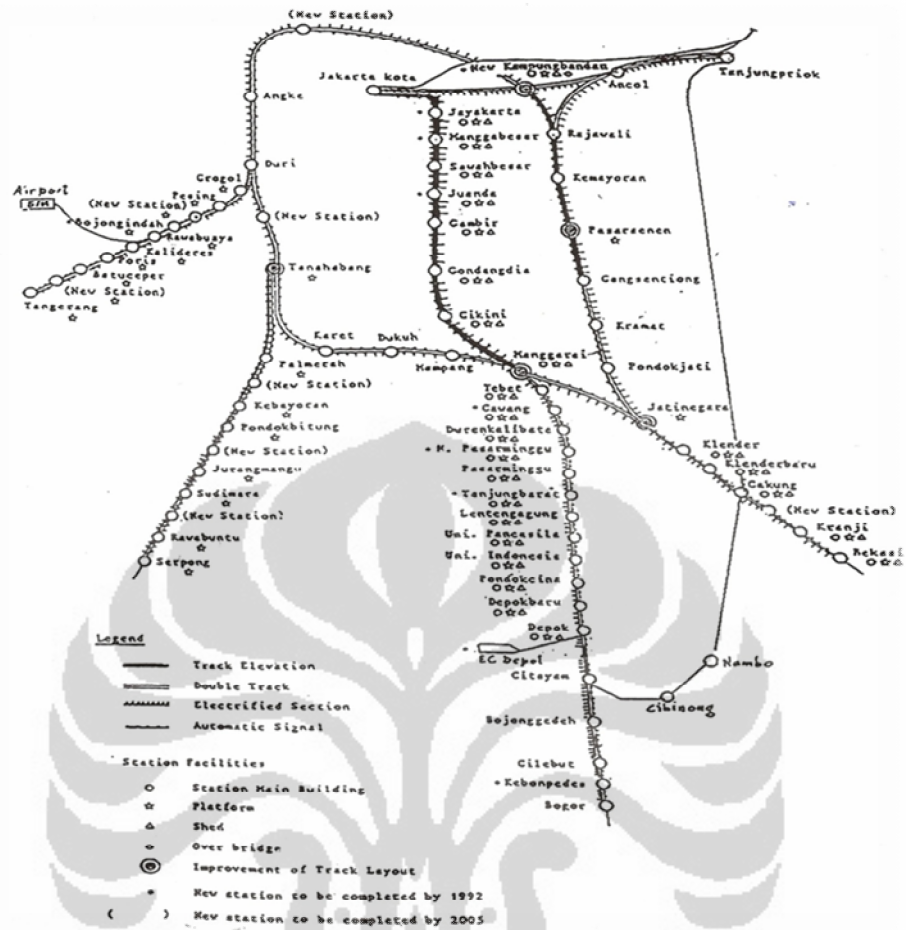 (New Station)
* New Kampungbandan
Jakarta kota
Ancol
Tanjungpriok
Angke
* Jayakarta
* Manggabesar
Rajawali
Sawahbesar
Duri
Kemayoran
Grogol
Pesing
* Juanda
Airport
(New Station)
(New Station)
Bojongindah
Gambir
Pasarsenen
Rawabuaya
Kalideres
Poris
Tanahabang
Gondangdia
Gangsentiong
Batuceper
(New Station)
Tangerang
Cikini
Kramat
Karet
Dukuh
Mampang
Manggarai
Palmerah
Pondokjati
(New Station)
Tebet
Kebayoran
* Cawang
Jatinegara
Pondokbitung
Durenkalibata
(New Station)
* N. Pasarminggu
Klender
Jurangmangu
Pasarminggu
Klenderbaru
Sudimara
* Tanjungbarat
Cakung
(New Station)
Lentengagung
(New Station)
Rawabuntu
Uni. Pancasila
Kranji
Serpong
Uni. Indonesia
Bekasi
Pondokcina
Depokbaru
Depok
EC Depot
Citayam
Nambo
Cibinong
Bojonggedeh
Cilebut
* Kebonpedes
Bogor
Legend
Track Elevation
Double Track
Electrified Section
Automatic Signal
Station Facilities
Station Main Building
Platform
Shed
Over bridge
Improvement of Track Layout
* New station to be completed by 1992
( ) New station to be completed by 2005